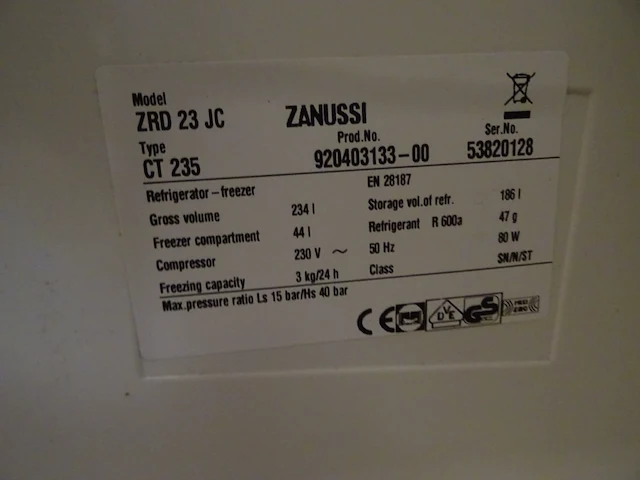 Model
ZRD 23 JC
ZANUSSI
Type
Prod.No.
Ser.No.
CT 235
920403133-00
53820128
Refrigerator-freezer
EN 28187
Gross volume
234 l
Storage vol.of refr.
186 l
Freezer compartment
44 l
Refrigerant R 600a
47 g
Compressor
230 V ~
50 Hz
80 W
Freezing capacity
3 kg/24 h
Class
SN/N/ST
Max.pressure ratio Ls 15 bar/Hs 40 bar
CE
DVE
GS